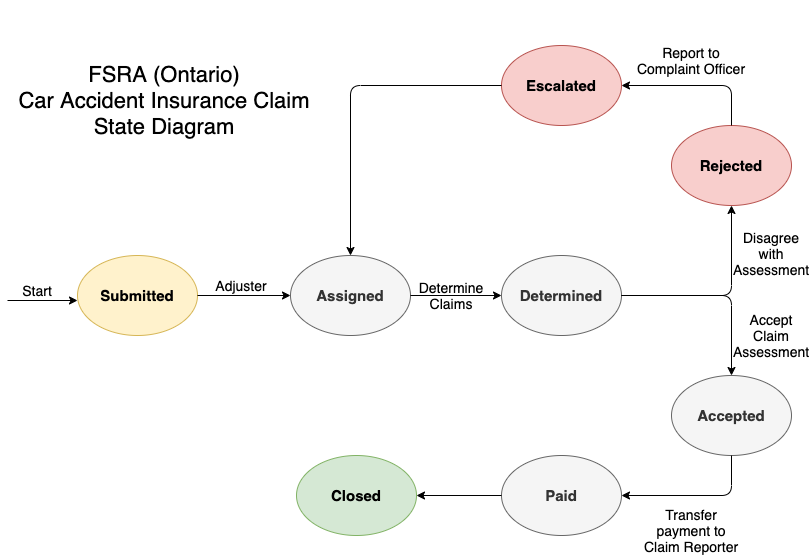 FSRA (Ontario)
Car Accident Insurance Claim
State Diagram
Report to
Complaint Officer
Escalated
Rejected
Disagree
with
Assessment
Start
Submitted
Adjuster
Assigned
Determine
Claims
Determined
Accept
Claim
Assessment
Accepted
Closed
Paid
Transfer
payment to
Claim Reporter